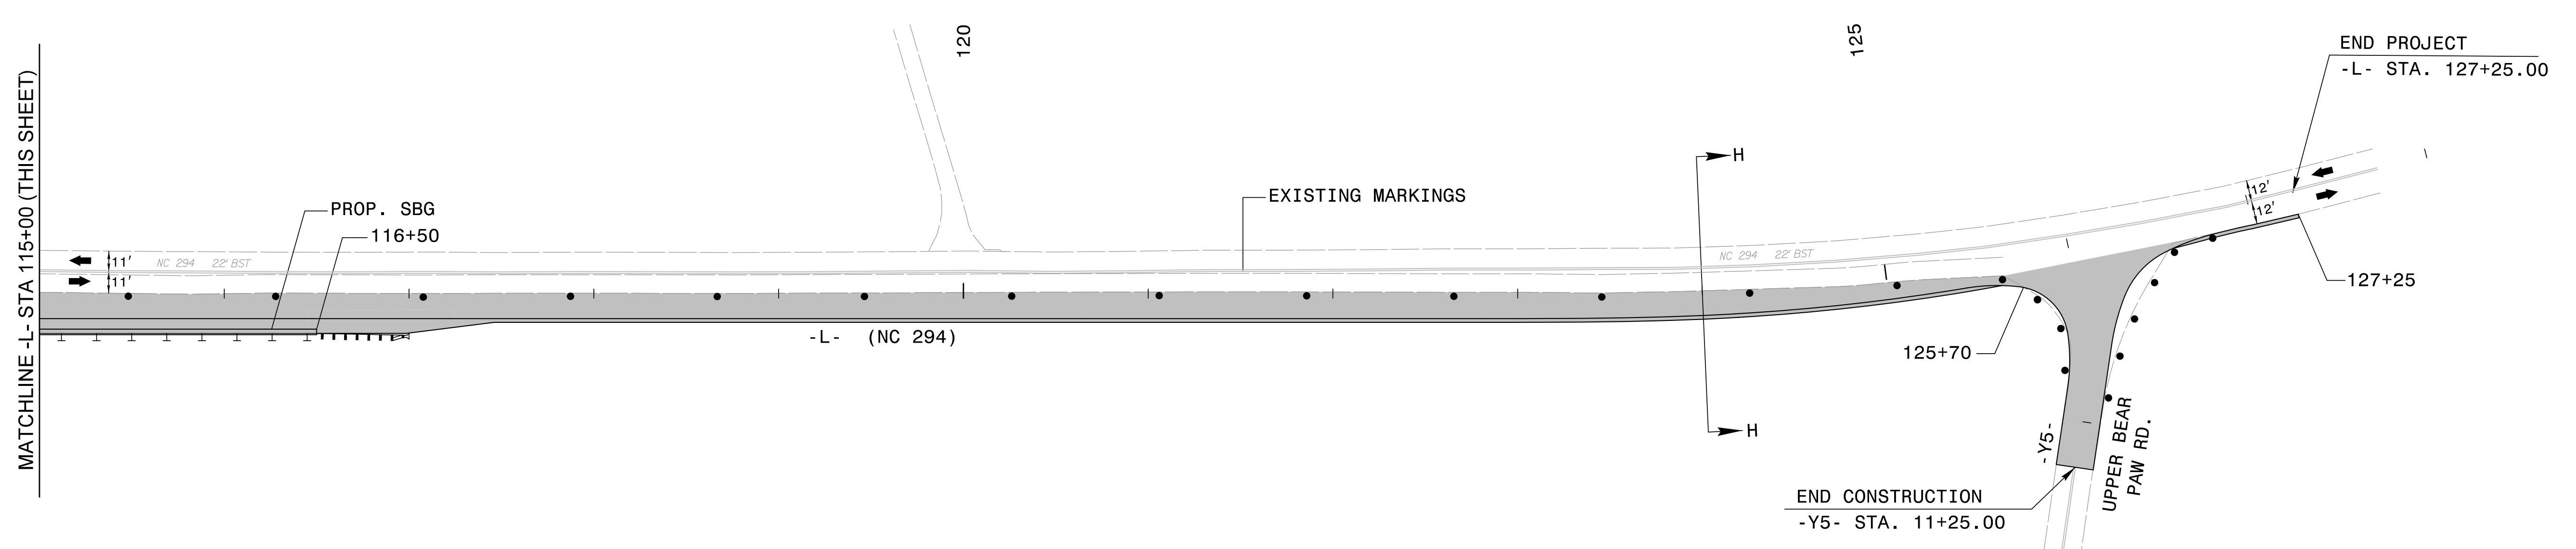 120
125
END PROJECT
-L- STA. 127+25.00
MATCHLINE -L- STA 115+00 (THIS SHEET)
H
PROP. SBG
116+50
EXISTING MARKINGS
12'
12'
11'
11'
NC 294 22' BST
NC 294 22' BST
127+25
-L- (NC 294)
125+70
H
-Y5-
UPPER BEAR
PAW RD.
END CONSTRUCTION
-Y5- STA. 11+25.00